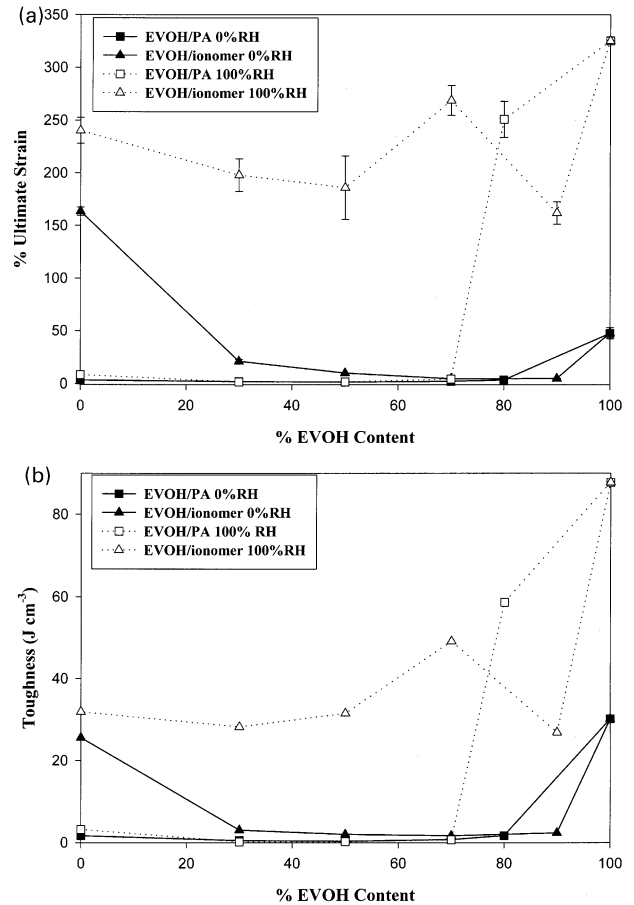 (a)
350
300
250
200
150
100
50
0
% Ultimate Strain
EVOH/PA 0%RH
EVOH/ionomer 0%RH
EVOH/PA 100%RH
EVOH/ionomer 100%RH
0 20 40 60 80 100
% EVOH Content
(b)
80
60
40
20
0
Toughness (J cm-3)
EVOH/PA 0%RH
EVOH/ionomer 0%RH
EVOH/PA 100% RH
EVOH/ionomer 100%RH
0 20 40 60 80 100
% EVOH Content